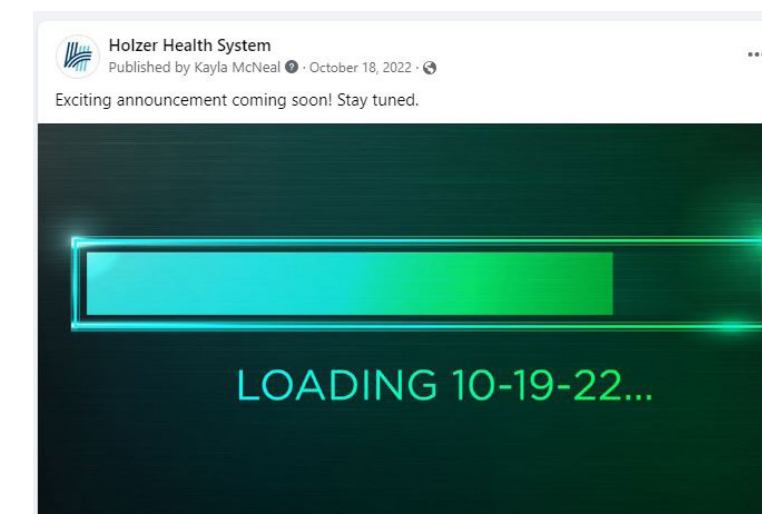 Holzer Health System
Published by Kayla McNeal · October 18, 2022 ·
Exciting announcement coming soon! Stay tuned.
LOADING 10-19-22...